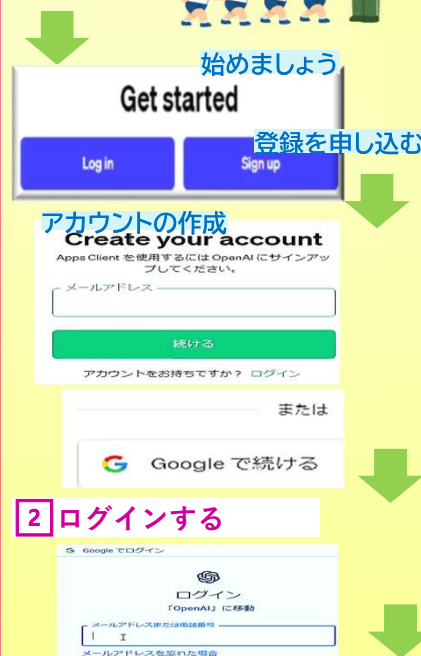 始めましょう
Get started
登録を申し込む
Log in
Sign up
アカウントの作成
Create your account
Apps Client を使用するには OpenAI にサインアッ
プしてください。
メールアドレス
続ける
アカウントをお持ちですか？ ログイン
または
Google で続ける
2 ログインする
Google でログイン
ログイン
「OpenAI」に移動
メールアドレスまたは電話番号
メールアドレスを忘れた場合